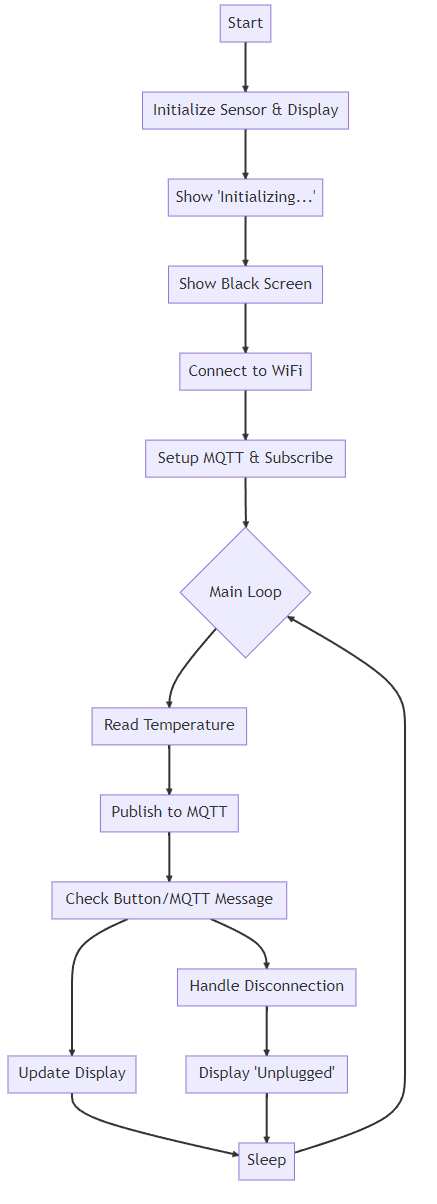 Start
Initialize Sensor & Display
Show 'Initializing...'
Show Black Screen
Connect to WiFi
Setup MQTT & Subscribe
Main Loop
Read Temperature
Publish to MQTT
Check Button/MQTT Message
Handle Disconnection
Update Display
Display 'Unplugged'
Sleep